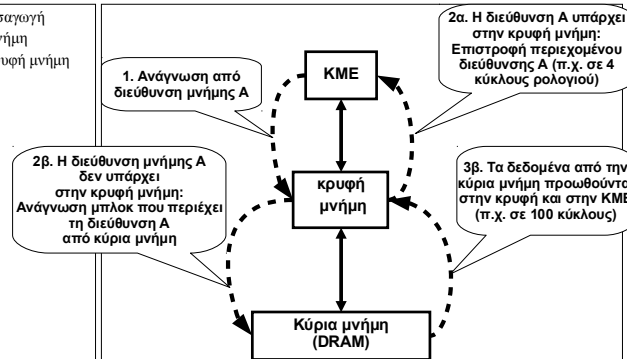 1. Ανάγνωση από
διεύθυνση μνήμης Α
ΚΜΕ
2α. Η διεύθυνση Α υπάρχει
στην κρυφή μνήμη:
Επιστροφή περιεχομένου
διεύθυνσης Α (π.χ. σε 4
κύκλους ρολογιού)
2β. Η διεύθυνση μνήμης Α
δεν υπάρχει
στην κρυφή μνήμη:
Ανάγνωση μπλοκ που περιέχει
τη διεύθυνση Α
από κύρια μνήμη
κρυφή
μνήμη
3β. Τα δεδομένα από την
κύρια μνήμη προωθούντα
στην κρυφή και στην ΚΜΕ
(π.χ. σε 100 κύκλους)
Κύρια μνήμη
(DRAM)